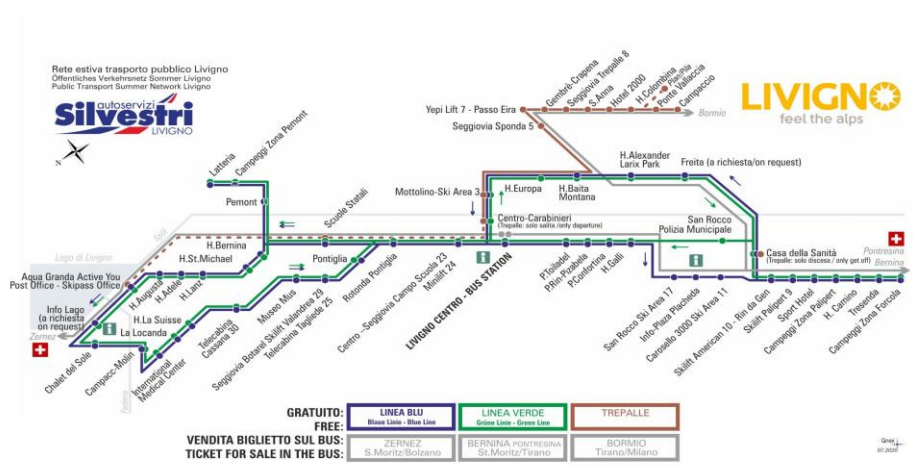 Rete estiva trasporto pubblico Livigno
Öffentliches Verkehrsnetz Sommer Livigno
Public Transport Summer Network Livigno
autoservizi
Silvestri
LIVIGNO
LIVIGNO
feel the alps
Yepi Lift 7 - Passo Eira
Gembrè-Crapena
Seggiovia Trepalle 8
S.Anna
Hotel 2000
H.Colombina
Plan/Pila
Ponte Vallaccia
Campaccio
Bormio
Seggiovia Sponda 5
Latteria
Campeggi Zona Pemont
Pemont
Scuole Statali
Mottolino-Ski Area 3
H.Europa
H.Baita
Montana
H.Alexander
Larix Park
Freita (a richiesta/on request)
Centro-Carabinieri
(Trepalle: solo salita /only departure)
San Rocco
Polizia Municipale
Casa della Sanità
(Trepalle: solo discesa / only get off)
Pontresina
Bernina
Lago di Livigno
Spöl
Aqua Granda Active You
Post Office - Skipass Office
H.Bernina
H.St.Michael
H.Augusta
H.Adele
H.Lanz
Pontiglia
Rotonda Pontiglia
Centro -Seggiovia Campo Scuola 23
Minilift 24
LIVIGNO CENTRO - BUS STATION
P.Toiladel
P.Rin-Pozabela
P.Confortina
H.Galli
San Rocco Ski Area 17
Info-Plaza Placheda
Carosello 3000 Ski Area 11
Skilift American 10 - Rin da Gen
Skilift Palipert 9
Sport Hotel
Campeggi Zona Palipert
H. Camino
Tresenda
Campeggi Zona Forcola
Info Lago
(a richiesta
on request)
Zernez
Chalet del Sole
H.La Suisse
La Locanda
Campacc-Molin
International
Medical Center
Telecabina
Cassana 30
Museo Mus
Seggiovia Botarel Skilift Valandrea 29
Telecabina Tagliede 25
Federia
GRATUITO:
FREE:
LINEA BLU
Blaue Linie - Blue Line
LINEA VERDE
Grüne Linie - Green Line
TREPALLE
VENDITA BIGLIETTO SUL BUS:
TICKET FOR SALE IN THE BUS:
ZERNEZ
S.Moritz/Bolzano
BERNINA PONTRESINA
St.Moritz/Tirano
BORMIO
Tirano/Milano
Qnex
07.2020